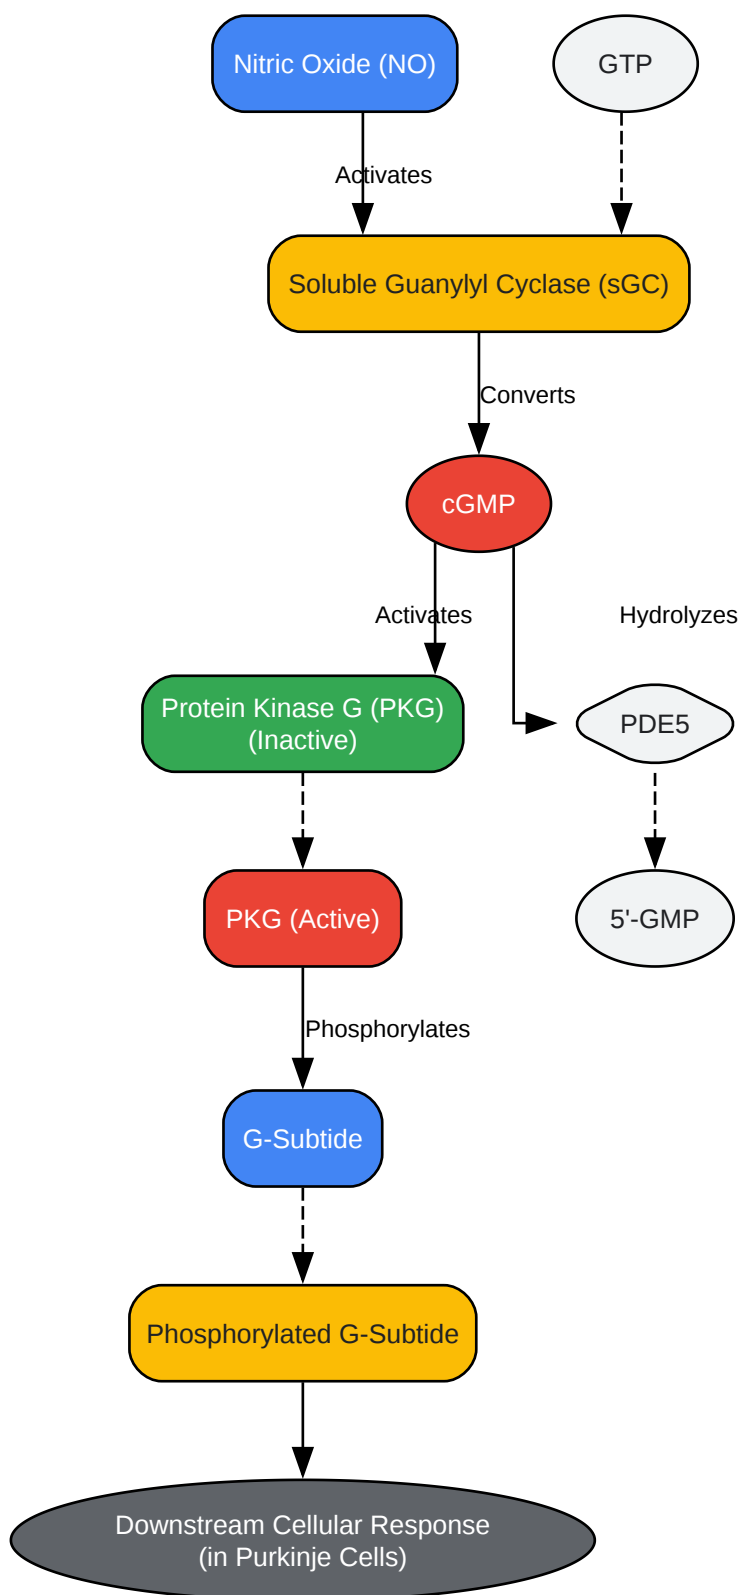 Nitric Oxide (NO)
GTP
Activates
Soluble Guanylyl Cyclase (sGC)
Converts
cGMP
Activates
Hydrolyzes
Protein Kinase G (PKG)
(Inactive)
PDE5
PKG (Active)
5'-GMP
Phosphorylates
G-Subtide
Phosphorylated G-Subtide
Downstream Cellular Response
(in Purkinje Cells)